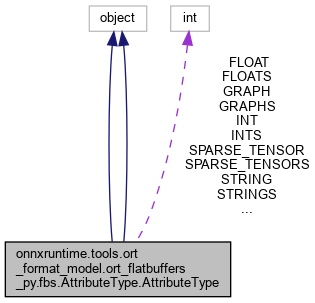 object
int
FLOAT
FLOATS
GRAPH
GRAPHS
INT
INTS
SPARSE_TENSOR
SPARSE_TENSORS
STRING
STRINGS
...
onnxruntime.tools.ort
_format_model.ort_flatbuffers
_py.fbs.AttributeType.AttributeType